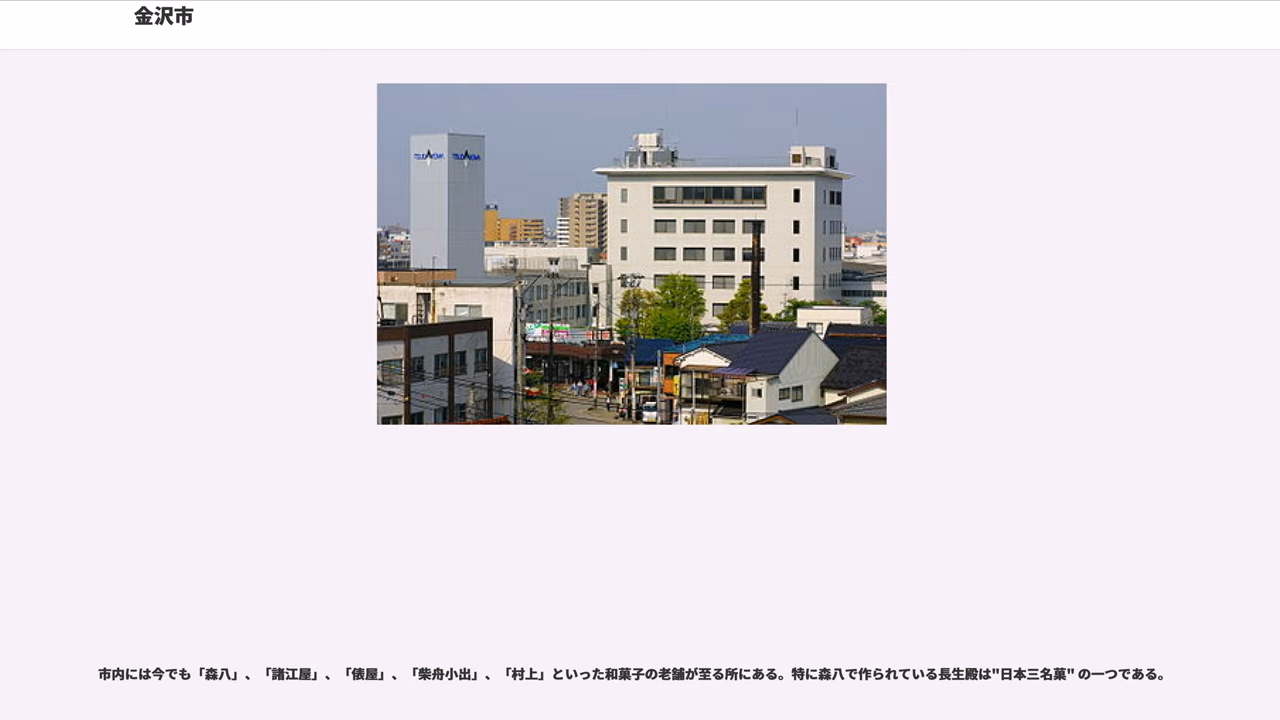 金沢市
市内には今でも「森八」、「諸江屋」、「俵屋」、「柴舟小出」、「村上」といった和菓子の老舗が至る所にある。特に森八で作られている長生殿は"日本三名菓" の一つである。